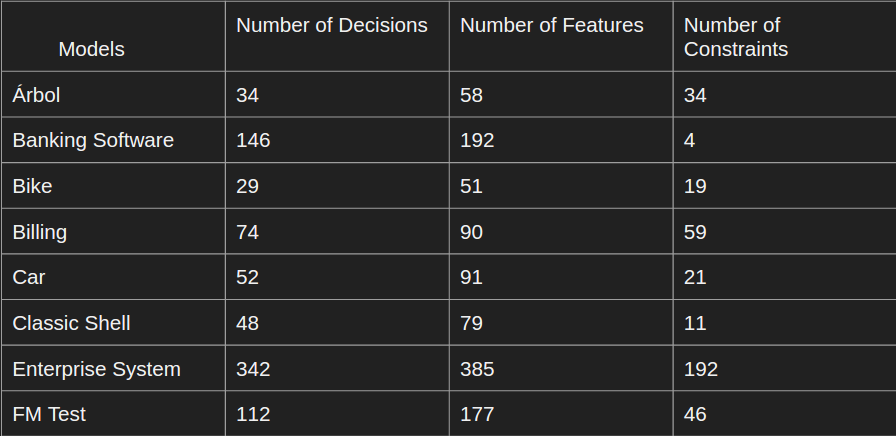 Models Number of Decisions Number of Features Number of
Constraints
Árbol 34 58 34
Banking Software 146 192 4
Bike 29 51 19
Billing 74 90 59
Car 52 91 21
Classic Shell 48 79 11
Enterprise System 342 385 192
FM Test 112 177 46